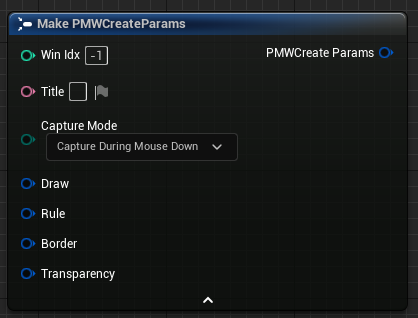 Make PMWCreateParams
Win Idx -1
PMWCreate Params
Title
Capture Mode
Capture During Mouse Down
Draw
Rule
Border
Transparency